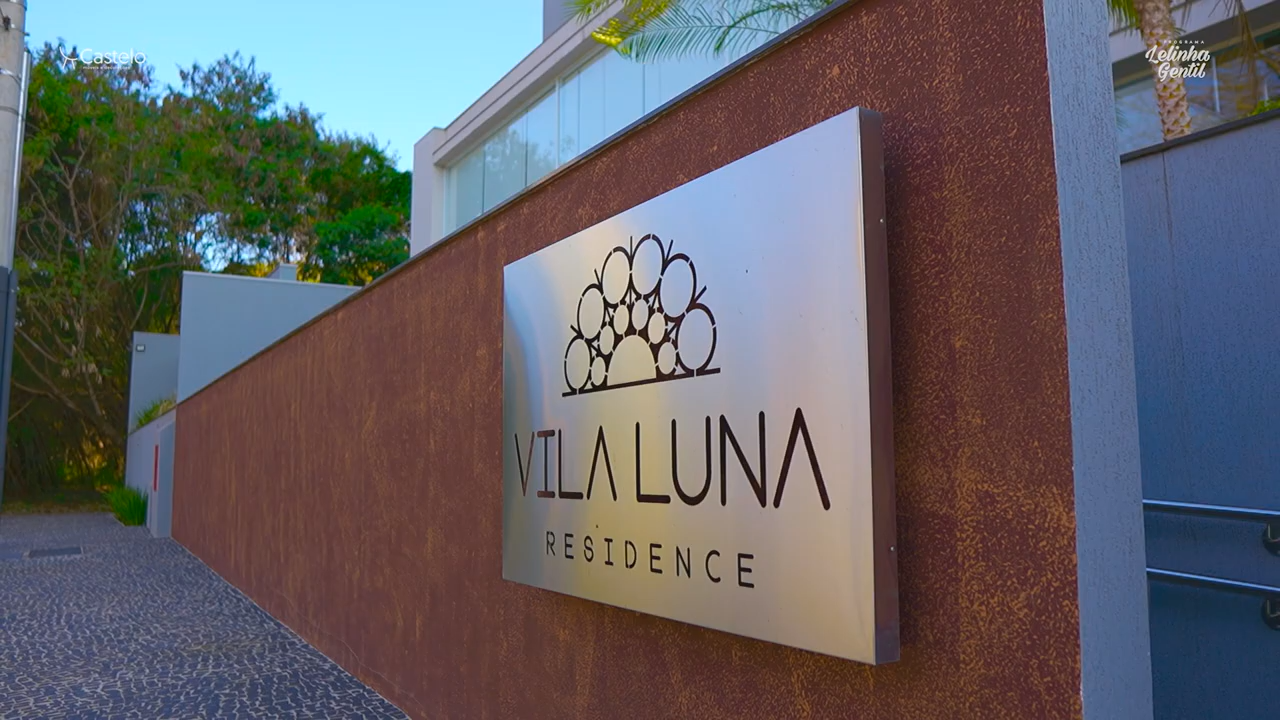 Castelo
PROGRAMA
Lelinha
Gentil
VILA LUNA
RESIDENCE